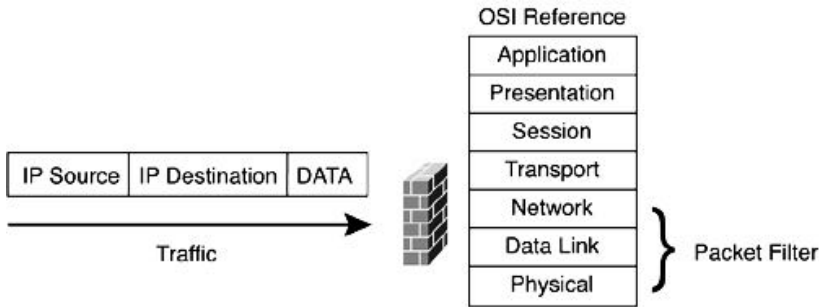 OSI Reference
Application
Presentation
Session
Transport
Network
Data Link
Physical
IP Source IP Destination DATA
Traffic
Packet Filter